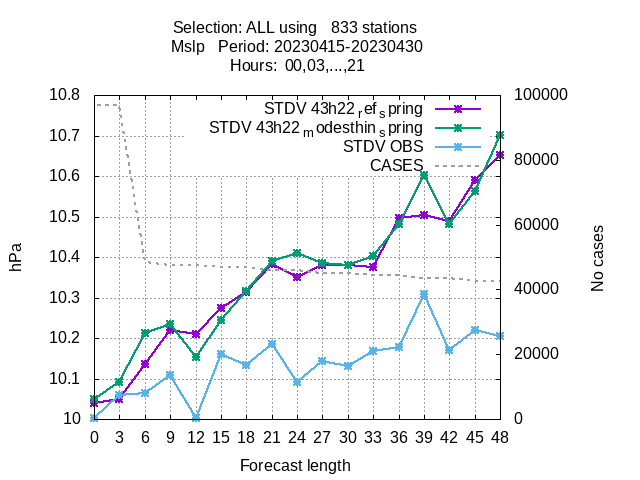 Selection: ALL using 833 stations
Mslp Period: 20230415-20230430
Hours: 00,03,...,21
10.8 100000
STDV 43h22 ref spring
10.7 STDV 43h22 modesthin spring
STDV OBS
80000
CASES
10.6
10.5
60000
hPa
10.4
No cases
40000
10.3
10.2
20000
10.1
10 0
0 3 6 9 12 15 18 21 24 27 30 33 36 39 42 45 48
Forecast length